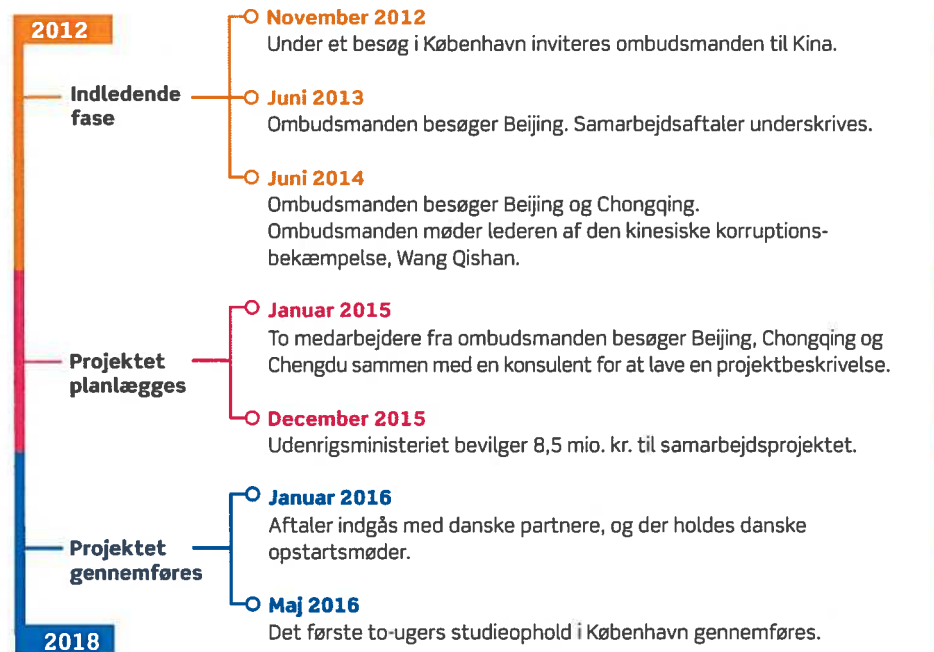 2012
Indledende
fase
November 2012
Under et besøg i København inviteres ombudsmanden til Kina.
Juni 2013
Ombudsmanden besøger Beijing. Samarbejdsaftaler underskrives.
Juni 2014
Ombudsmanden besøger Beijing og Chongqing.
Ombudsmanden møder lederen af den kinesiske korruptions-
bekæmpelse, Wang Qishan.
Projektet
planlægges
Januar 2015
To medarbejdere fra ombudsmanden besøger Beijing, Chongqing og
Chengdu sammen med en konsulent for at lave en projektbeskrivelse.
December 2015
Udenrigsministeriet bevilger 8,5 mio. kr. til samarbejdsprojektet.
Projektet
gennemføres
Januar 2016
Aftaler indgås med danske partnere, og der holdes danske
opstartsmøder.
Maj 2016
Det første to-ugers studieophold i København gennemføres.
2018